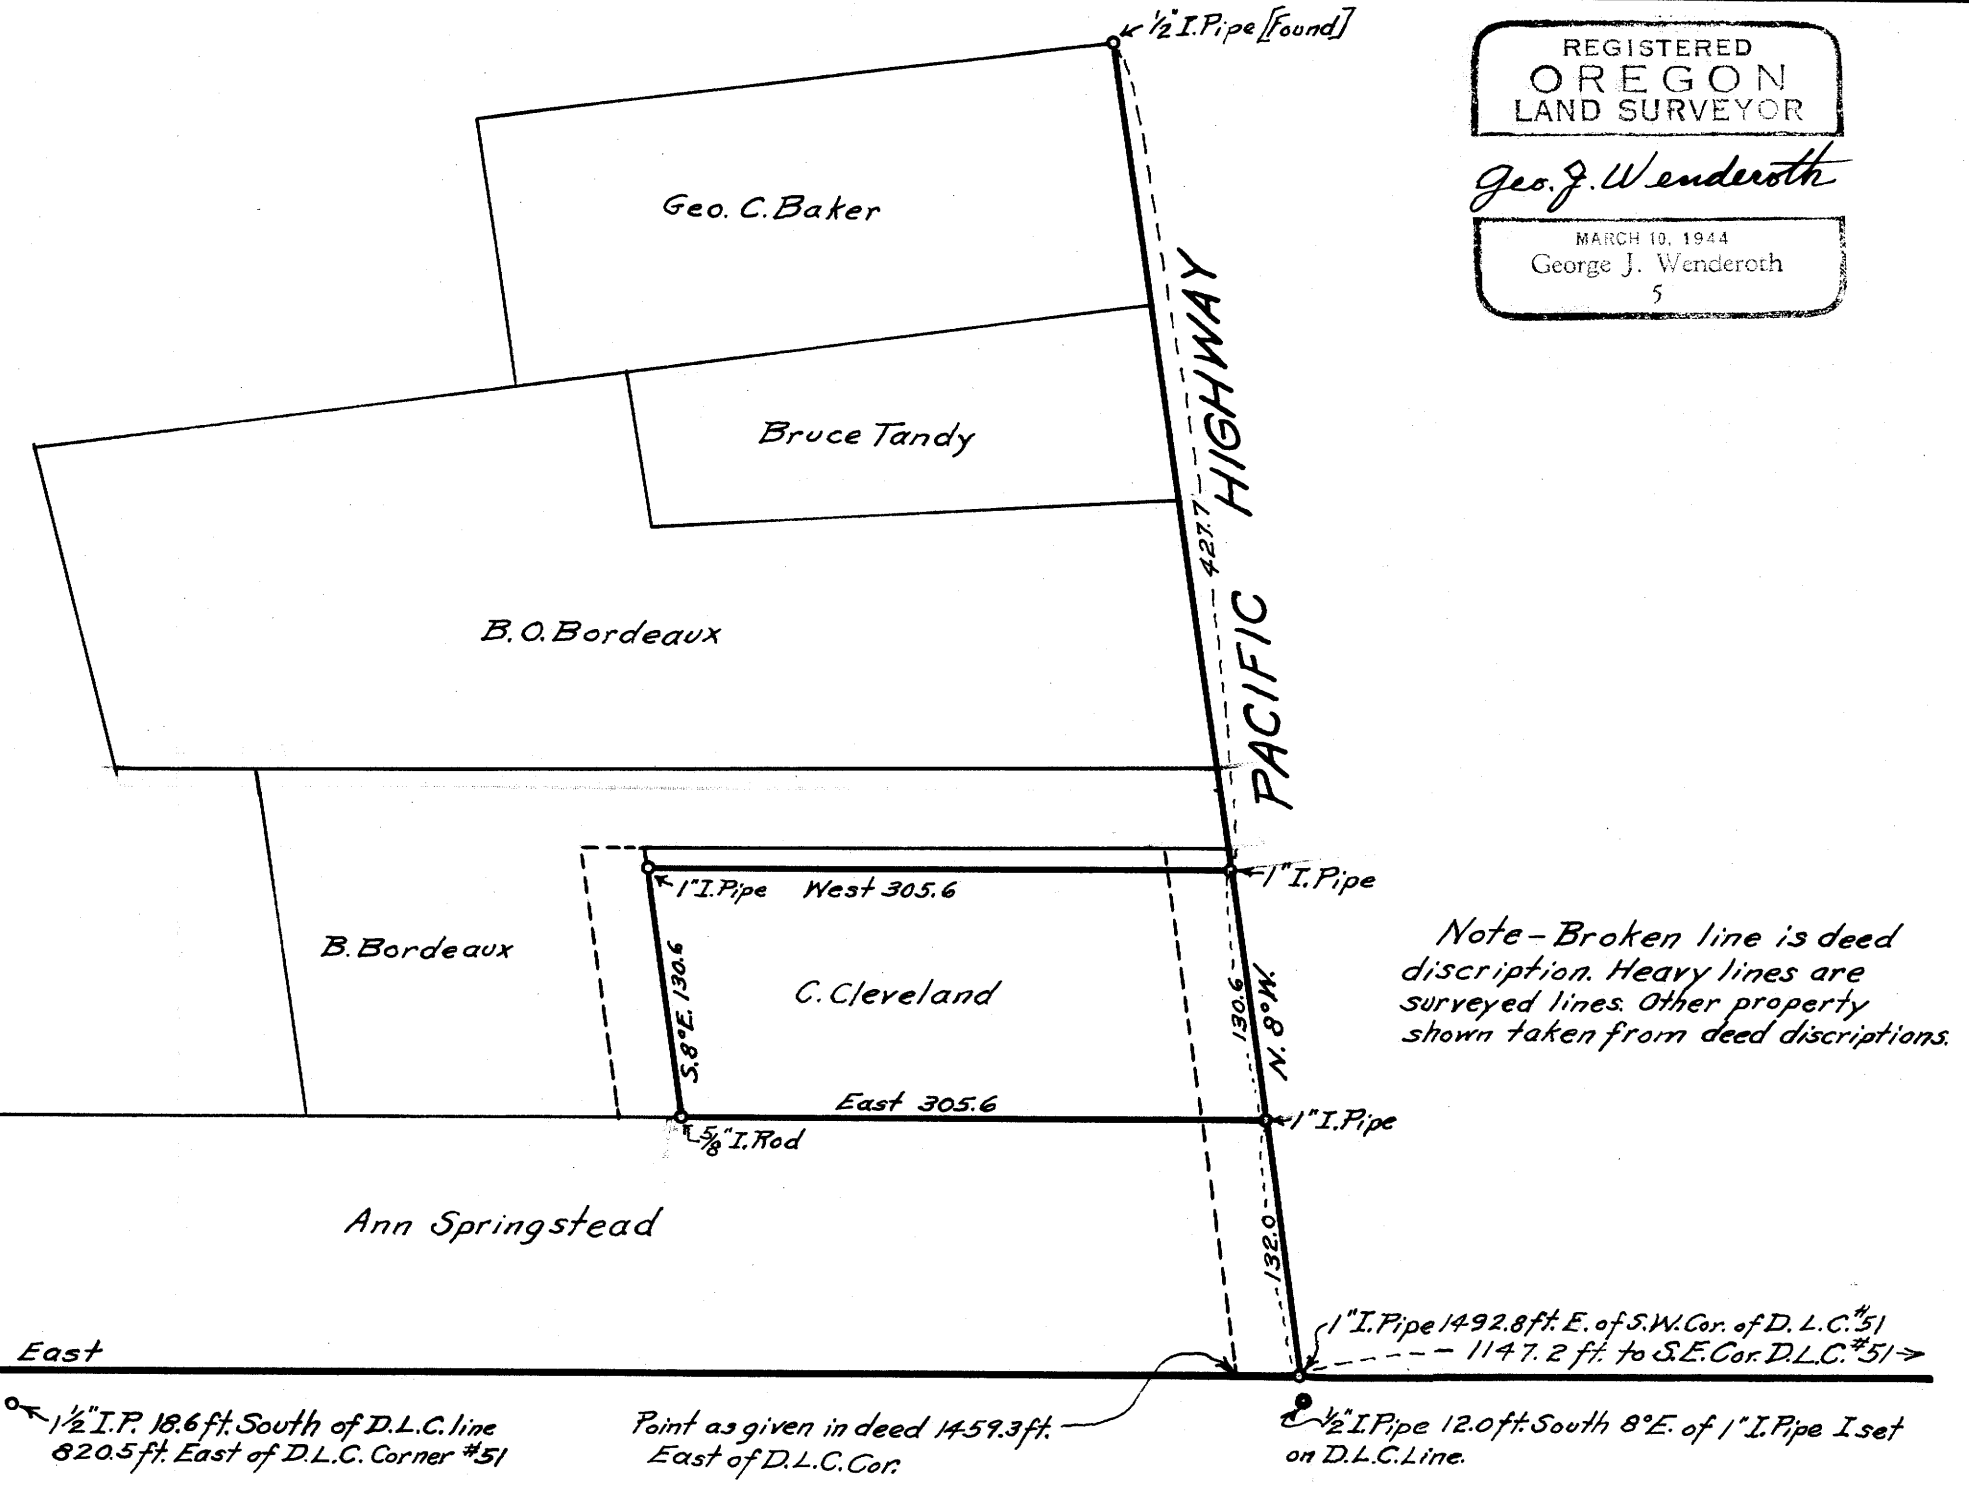 1/2" I.Pipe [Found]
REGISTERED
OREGON
LAND SURVEYOR
Geo. J. Wenderoth
MARCH 10, 1944
George J. Wenderoth
5
Geo. C. Baker
Bruce Tandy
B.O. Bordeaux
PACIFIC HIGHWAY
427.7
1" I.Pipe West 305.6
1" I.Pipe
B. Bordeaux
S.8°E. 130.6
C. Cleveland
130.6
N. 8° W.
East 305.6
5/8" I.Rod
1" I.Pipe
Note - Broken line is deed
discription. Heavy lines are
surveyed lines. Other property
shown taken from deed discriptions.
Ann Springstead
132.0
East
1" I.Pipe 1492.8 ft. E. of S.W. Cor. of D.L.C. #51
1147.2 ft. to S.E. Cor. D.L.C. #51
1 1/2" I.P. 18.6 ft. South of D.L.C. line
820.5 ft. East of D.L.C. Corner #51
Point as given in deed 1459.3 ft.
East of D.L.C. Cor.
1/2" I.Pipe 12.0 ft. South 8° E. of 1" I.Pipe I set
on D.L.C. Line.